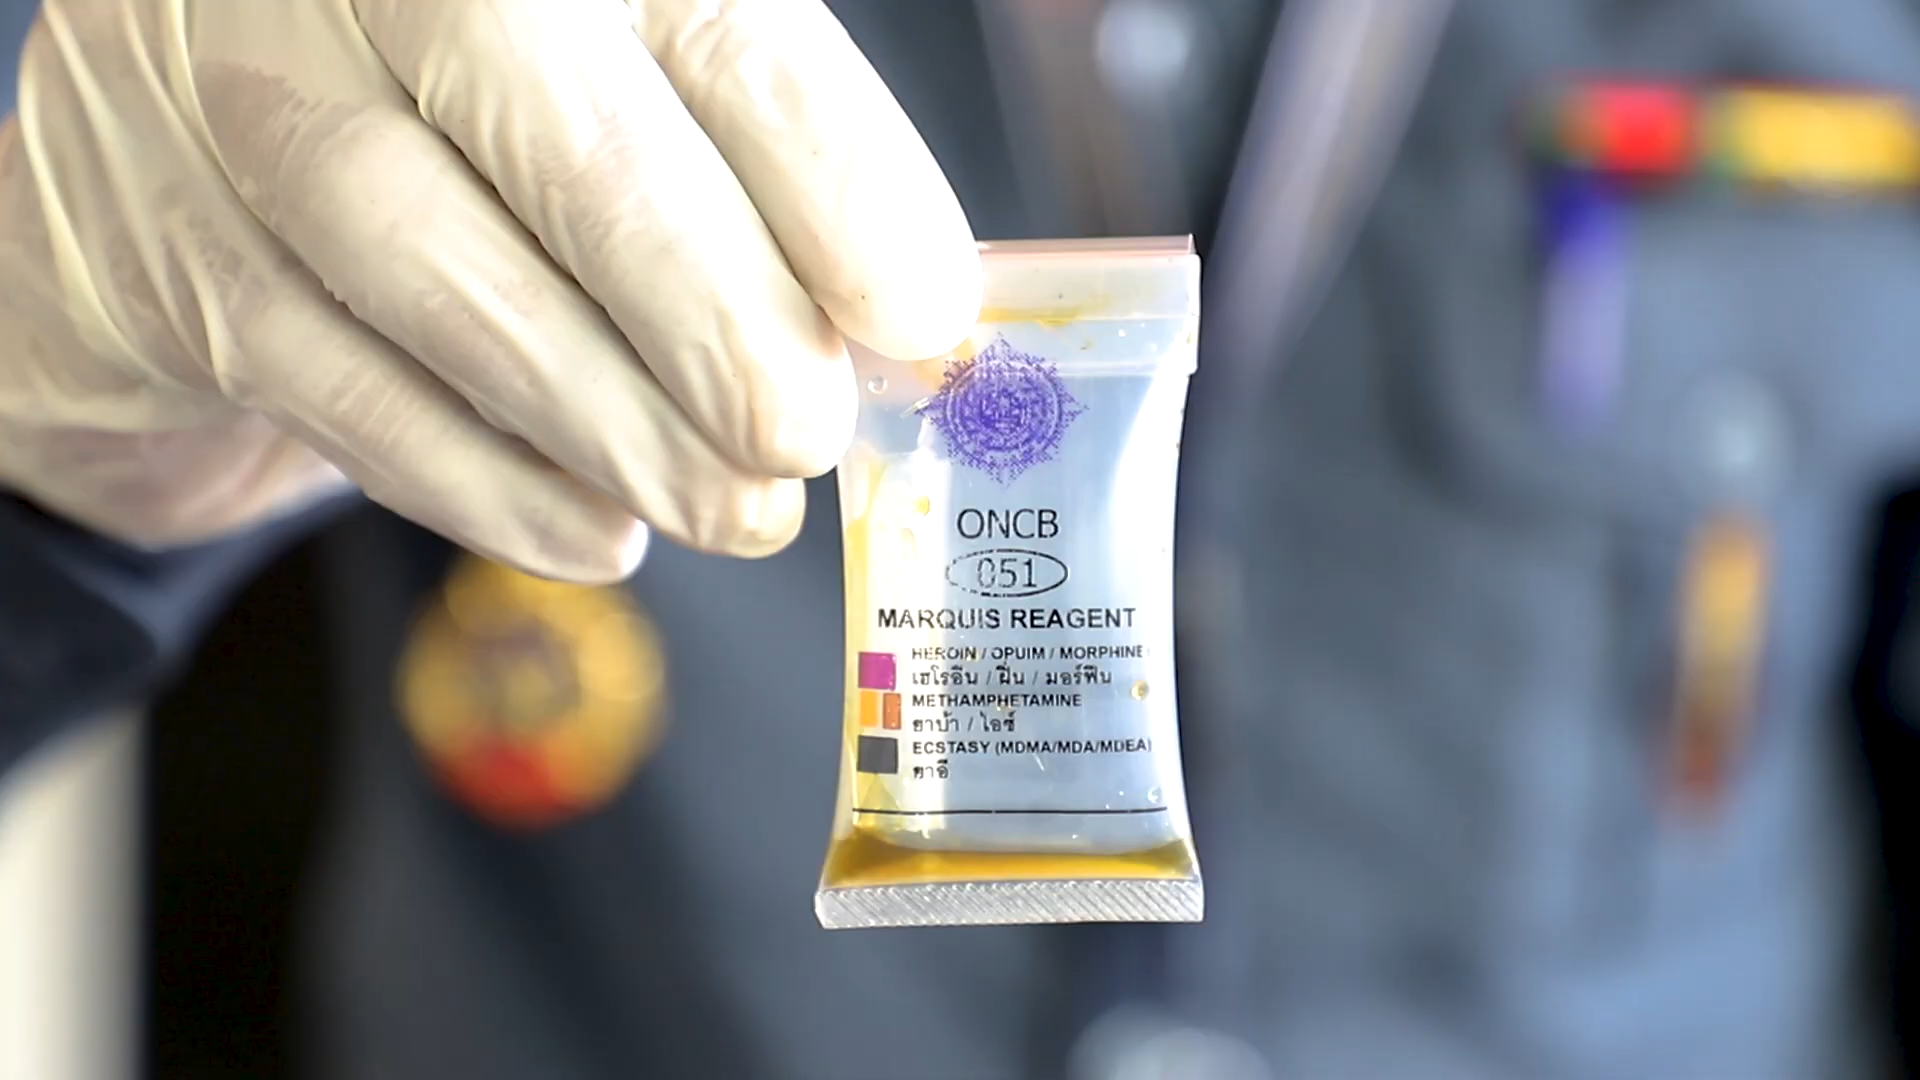 ONCB
051
MARQUIS REAGENT
HEROIN / OPUIM / MORPHINE
เฮโรอีน / ฝิ่น / มอร์ฟีน
METHAMPHETAMINE
ยาบ้า / ไอซ์
ECSTASY (MDMA/MDA/MDEA)
ยาอี